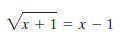 √x + 1 = x − 1